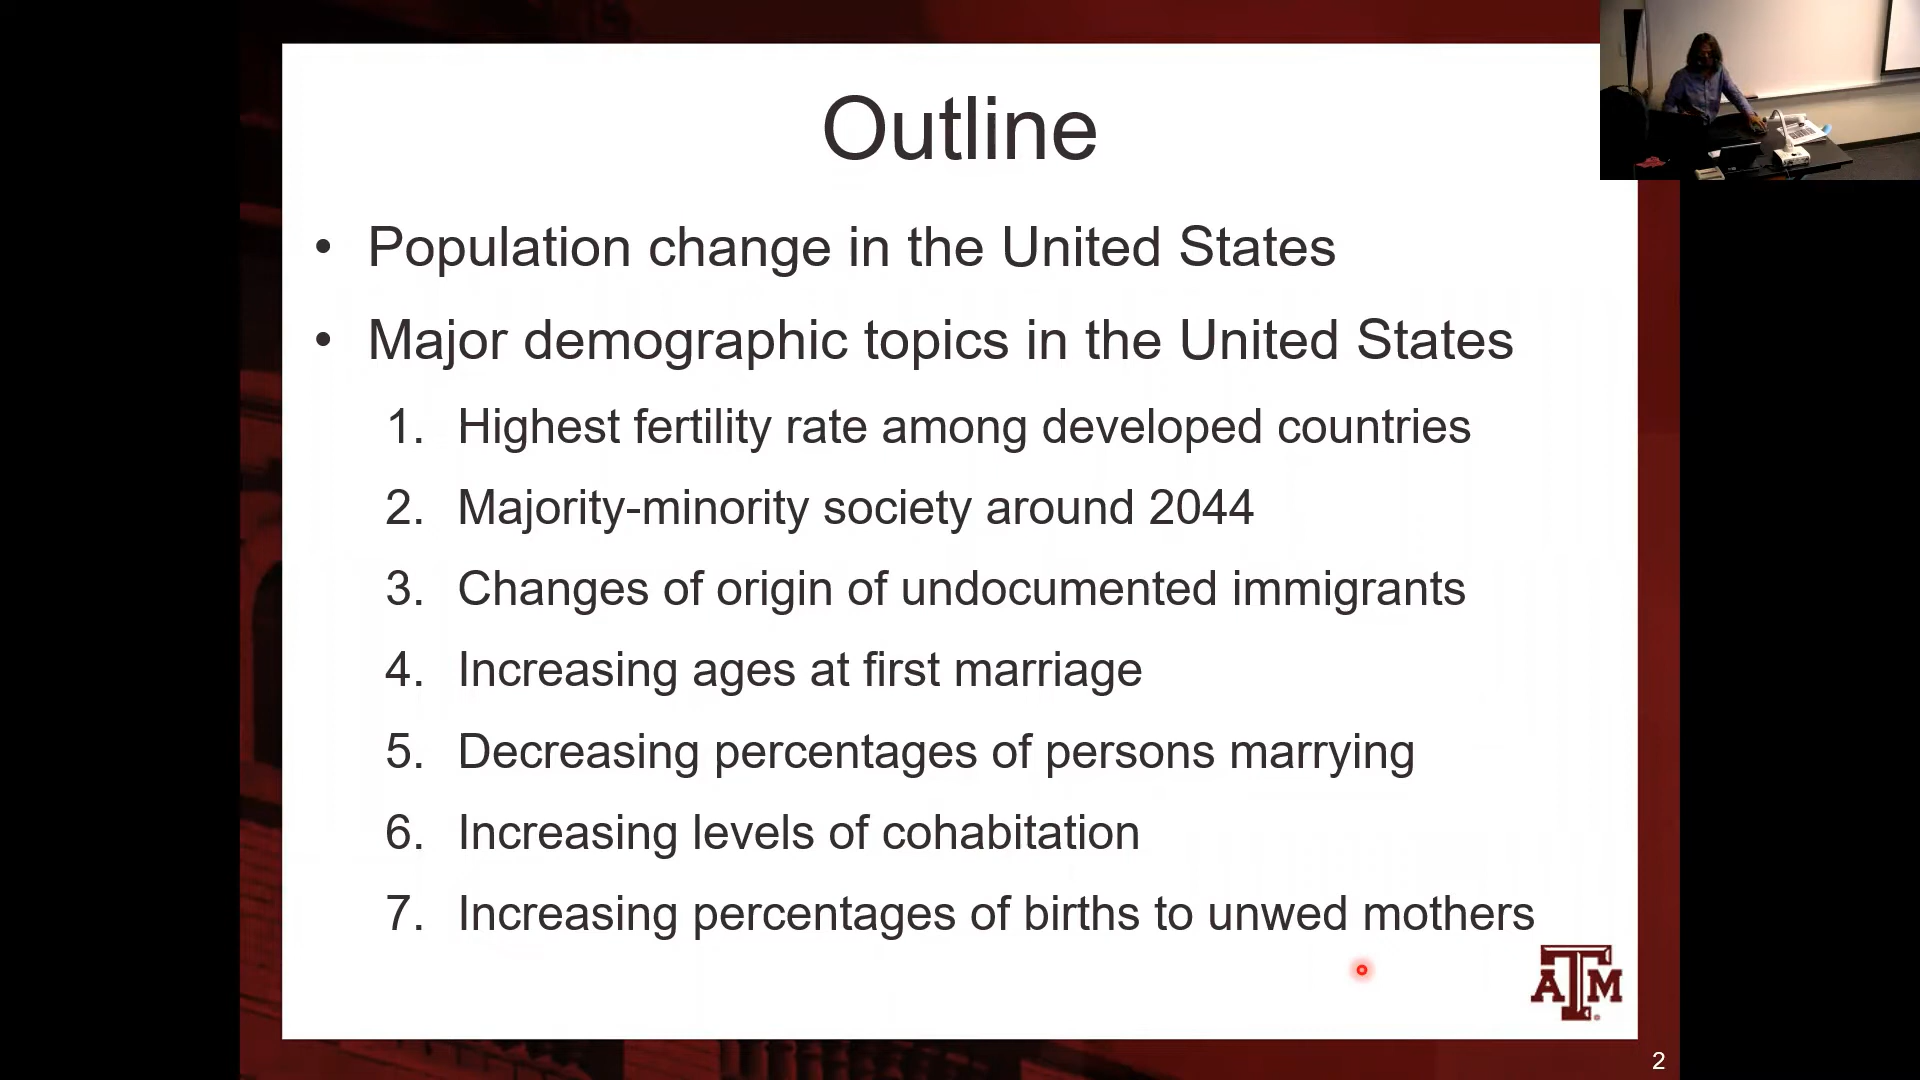 Outline
• Population change in the United States
• Major demographic topics in the United States
1. Highest fertility rate among developed countries
2. Majority-minority society around 2044
3. Changes of origin of undocumented immigrants
4. Increasing ages at first marriage
5. Decreasing percentages of persons marrying
6. Increasing levels of cohabitation
7. Increasing percentages of births to unwed mothers
ATM
2